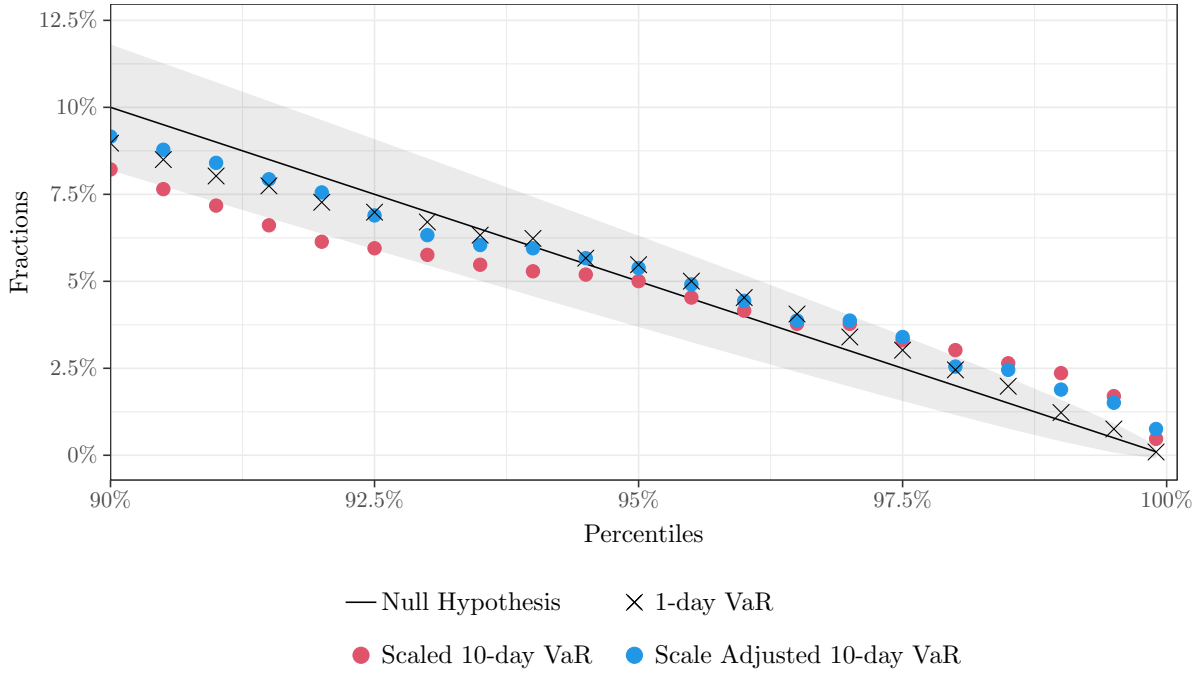 12.5%
10%
7.5%
5%
2.5%
0%
Fractions
90% 92.5% 95% 97.5% 100%
Percentiles
Null Hypothesis 1-day VaR
Scaled 10-day VaR Scale Adjusted 10-day VaR